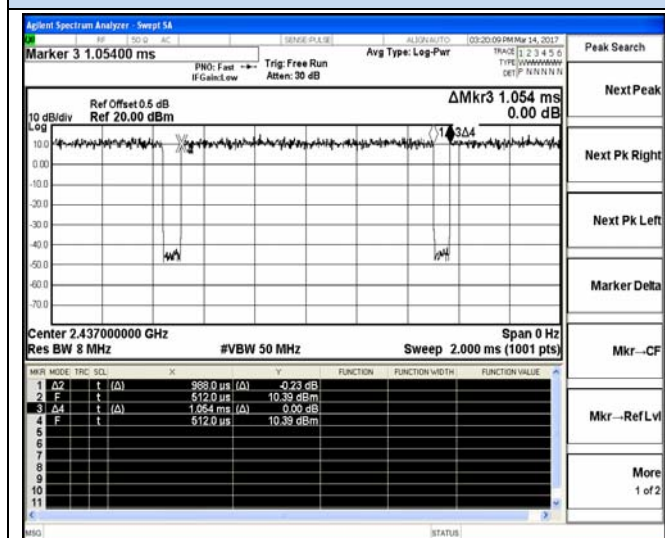 Agilent Spectrum Analyzer - Swept SA
RF 50 Ω AC SENSE:PULSE ALIGN AUTO 03:20:09 PM Mar 14, 2017
Marker 3 1.05400 ms
PNO: Fast
IFGain:Low
Trig: Free Run
Atten: 30 dB
Avg Type: Log-Pwr
TRACE 1 2 3 4 5 6
TYPE
DET P N N N N N
Peak Search
Ref Offset 0.5 dB
Ref 20.00 dBm
10 dB/div
Log
ΔMkr3 1.054 ms
0.00 dB
Next Peak
10.0
0.00
-10.0
-20.0
-30.0
-40.0
-50.0
-60.0
-70.0
3Δ4
Next Pk Right
Next Pk Left
Marker Delta
Center 2.437000000 GHz
Span 0 Hz
Res BW 8 MHz
#VBW 50 MHz
Sweep 2.000 ms (1001 pts)
Mkr→CF
MKR MODE TRC SCL X Y FUNCTION FUNCTION WIDTH FUNCTION VALUE
1 Δ2 t (Δ) 988.0 us (Δ) -0.23 dB
2 F t 512.0 us 10.39 dBm
3 Δ4 t (Δ) 1.054 ms (Δ) 0.00 dB
4 F t 512.0 us 10.39 dBm
5
6
7
8
9
10
11
Mkr→Ref Lvl
More
1 of 2
MSG
STATUS